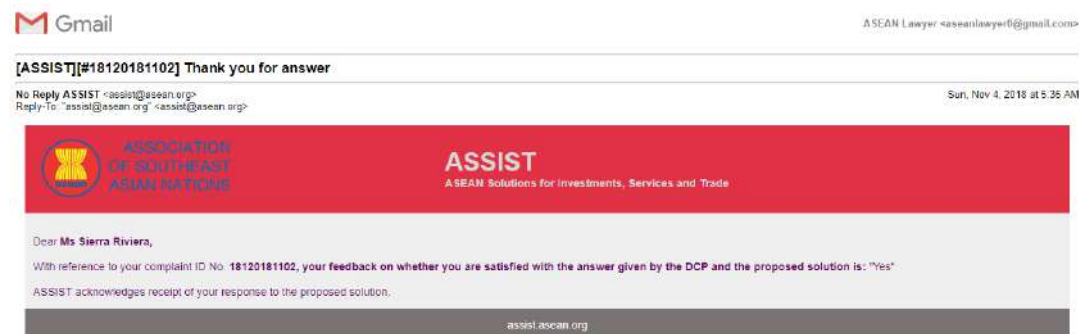 Gmail
ASEAN Lawyer <aseanlawyer0@gmail.com>
[ASSIST][#18120181102] Thank you for answer
No Reply ASSIST <assist@asean.org>
Sun, Nov 4, 2018 at 5:36 AM
Reply-To: "assist@asean.org" <assist@asean.org>
ASSOCIATION
OF SOUTHEAST
ASIAN NATIONS
ASSIST
ASEAN Solutions for Investments, Services and Trade
Dear Ms Sierra Riviera,
With reference to your complaint ID No. 18120181102, your feedback on whether you are satisfied with the answer given by the DCP and the proposed solution is: "Yes"
ASSIST acknowledges receipt of your response to the proposed solution.
assist.asean.org